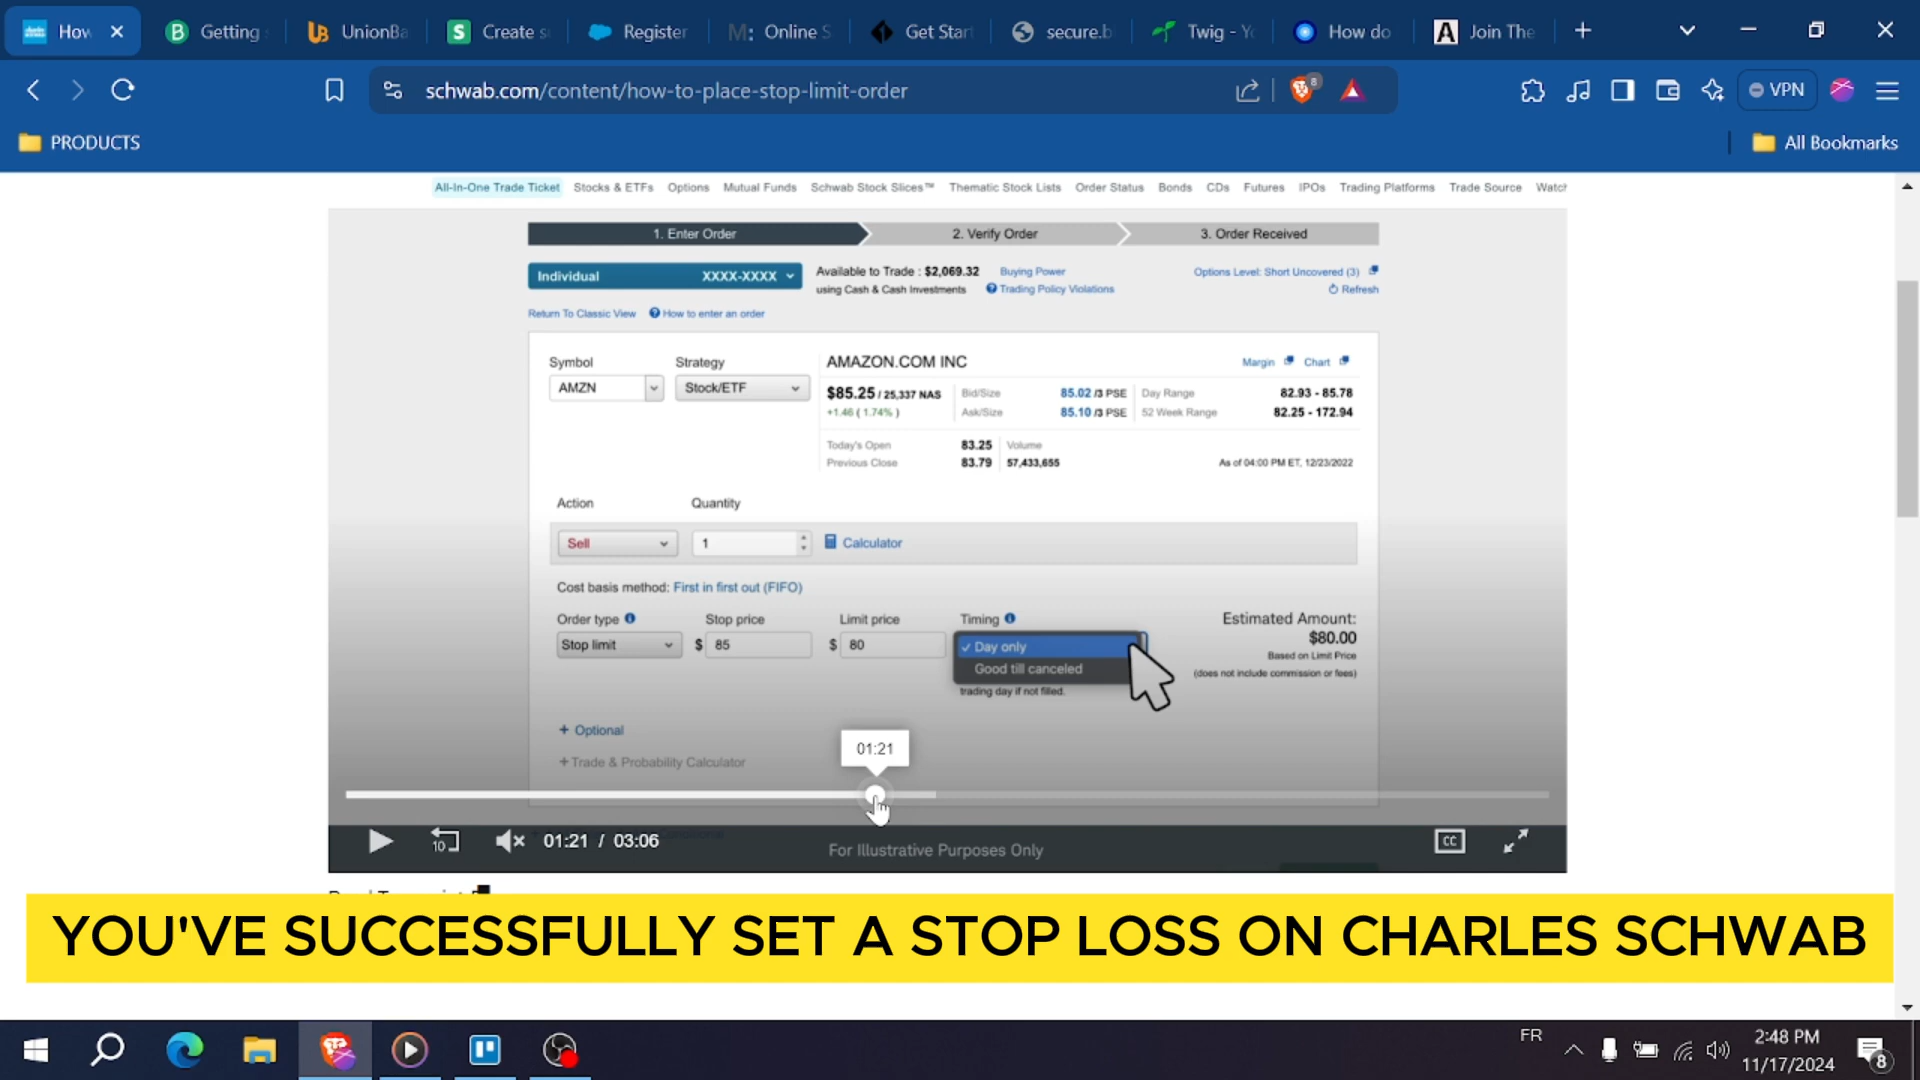 How
Getting
UnionBa
Create s
Register
M: Online S
Get Start
secure.b
Twig - Y
How do
Join The
schwab.com/content/how-to-place-stop-limit-order
8
VPN
PRODUCTS
All Bookmarks
All-In-One Trade Ticket Stocks & ETFs Options Mutual Funds Schwab Stock Slices™ Thematic Stock Lists Order Status Bonds CDs Futures IPOs Trading Platforms Trade Source Watch
1. Enter Order 2. Verify Order 3. Order Received
Individual XXXX-XXXX
Available to Trade : $2,069.32 Buying Power
using Cash & Cash Investments Trading Policy Violations
Options Level: Short Uncovered (3)
Refresh
Return To Classic View How to enter an order
Symbol Strategy
AMZN Stock/ETF
AMAZON.COM INC
Margin Chart
$85.25 / 25,337 NAS Bid/Size 85.02 /3 PSE Day Range 82.93 - 85.78
+1.46 ( 1.74% ) Ask/Size 85.10 /3 PSE 52 Week Range 82.25 - 172.94
Today's Open 83.25 Volume
Previous Close 83.79 57,433,655 As of 04:00 PM ET, 12/23/2022
Action Quantity
Sell 1 Calculator
Cost basis method: First in first out (FIFO)
Order type Stop price Limit price Timing
Stop limit $ 85 $ 80
✓ Day only
Good till canceled
trading day if not filled.
Estimated Amount:
$80.00
Based on Limit Price
(does not include commission or fees)
+ Optional
+ Trade & Probability Calculator
01:21
10
01:21 / 03:06
For Illustrative Purposes Only
CC
YOU'VE SUCCESSFULLY SET A STOP LOSS ON CHARLES SCHWAB
FR
2:48 PM
11/17/2024
8